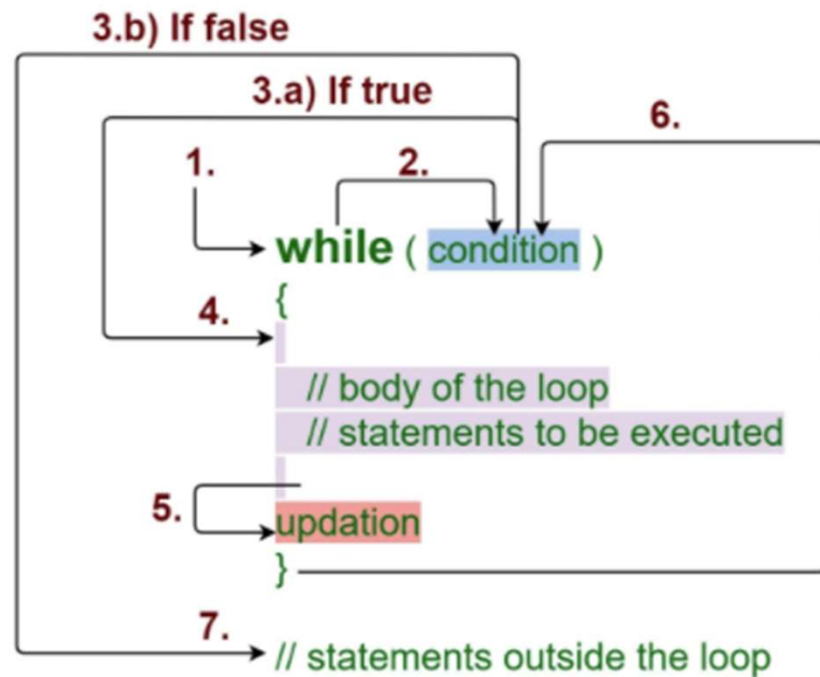 3.b) If false
3.a) If true
6.
1.
2.
while ( condition )
{
4.
// body of the loop
// statements to be executed
5.
updation
}
7.
// statements outside the loop